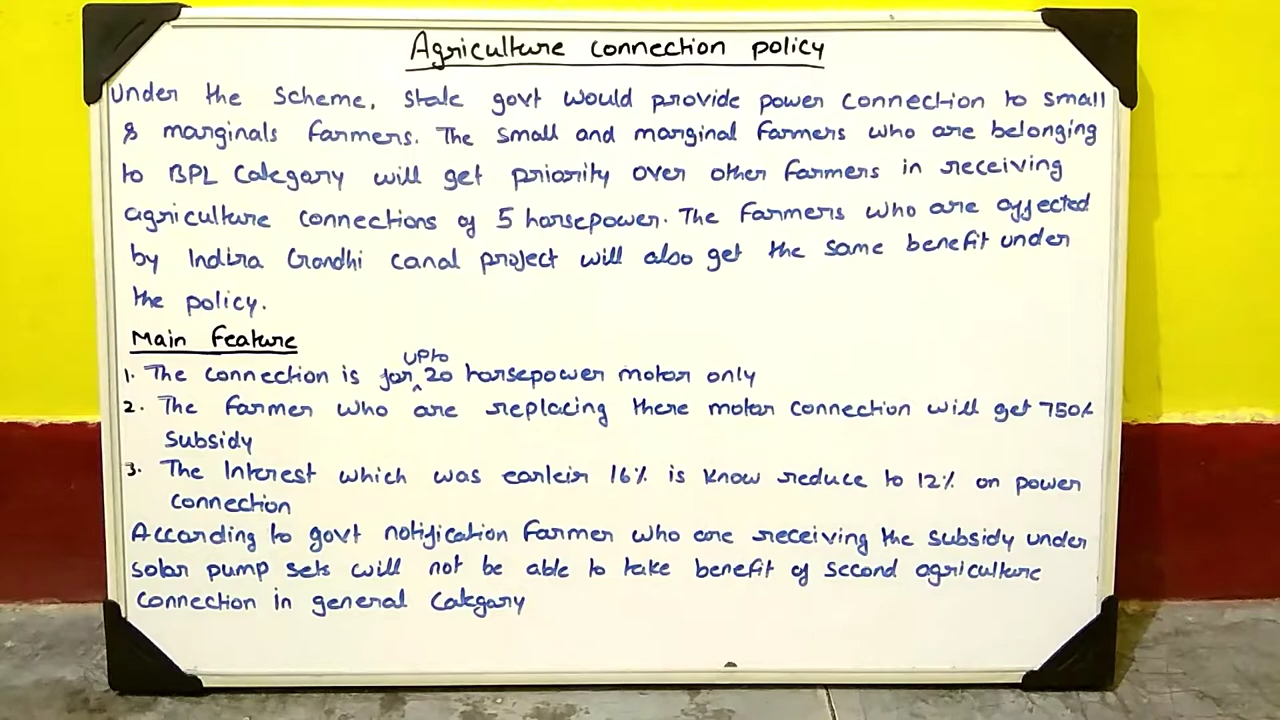 Agriculture connection policy
Under the Scheme, State govt would provide power connection to small
& marginals farmers. The small and marginal farmers who are belonging
to BPL Category will get priority over other farmers in receiving
agriculture connections of 5 horsepower. The farmers who are affected
by Indira Gandhi canal project will also get the same benefit under
the policy.
Main feature
upto
1. The connection is for ^ 20 horsepower motor only
2. The farmer who are replacing there motor connection will get 750/-
subsidy
3. The Interest which was earleir 16% is know reduce to 12% on power
connection
According to govt notification farmer who are receiving the subsidy under
solar pump sets will not be able to take benefit of second agriculture
connection in general Category